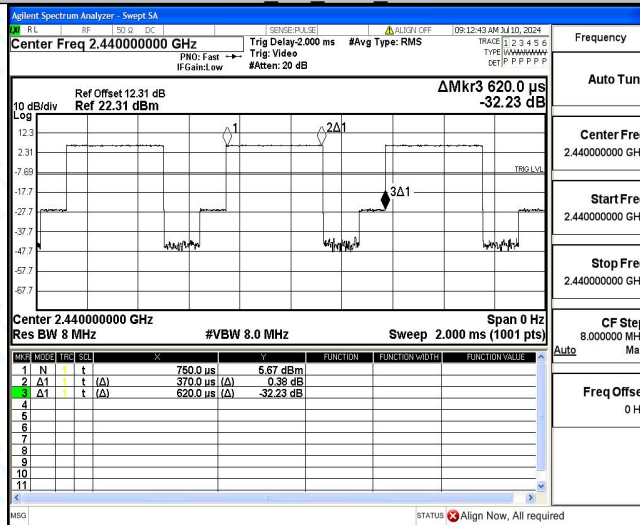 Agilent Spectrum Analyzer - Swept SA
RL RF 50 Ω DC SENSE:PULSE ALIGN OFF 09:12:43 AM Jul 10, 2024
Center Freq 2.440000000 GHz
PNO: Fast
IFGain:Low
Trig Delay-2.000 ms
Trig: Video
#Atten: 20 dB
#Avg Type: RMS
TRACE 1 2 3 4 5 6
TYPE
DET P P P P P P
ΔMkr3 620.0 µs
-32.23 dB
Ref Offset 12.31 dB
10 dB/div Ref 22.31 dBm
Log
12.3
2.31
-7.69
-17.7
-27.7
-37.7
-47.7
-57.7
-67.7
1
2Δ1
TRIG LVL
3Δ1
Center 2.440000000 GHz Span 0 Hz
Res BW 8 MHz #VBW 8.0 MHz Sweep 2.000 ms (1001 pts)
MKR MODE TRC SCL X Y FUNCTION FUNCTION WIDTH FUNCTION VALUE
1 N 1 t 750.0 µs 5.67 dBm
2 Δ1 1 t (Δ) 370.0 µs (Δ) 0.38 dB
3 Δ1 1 t (Δ) 620.0 µs (Δ) -32.23 dB
4
5
6
7
8
9
10
11
MSG STATUS Align Now, All required
Frequency
Auto Tun
Center Fre
2.440000000 GH
Start Fre
2.440000000 GH
Stop Fre
2.440000000 GH
CF Step
8.000000 MH
Auto Ma
Freq Offse
0 H